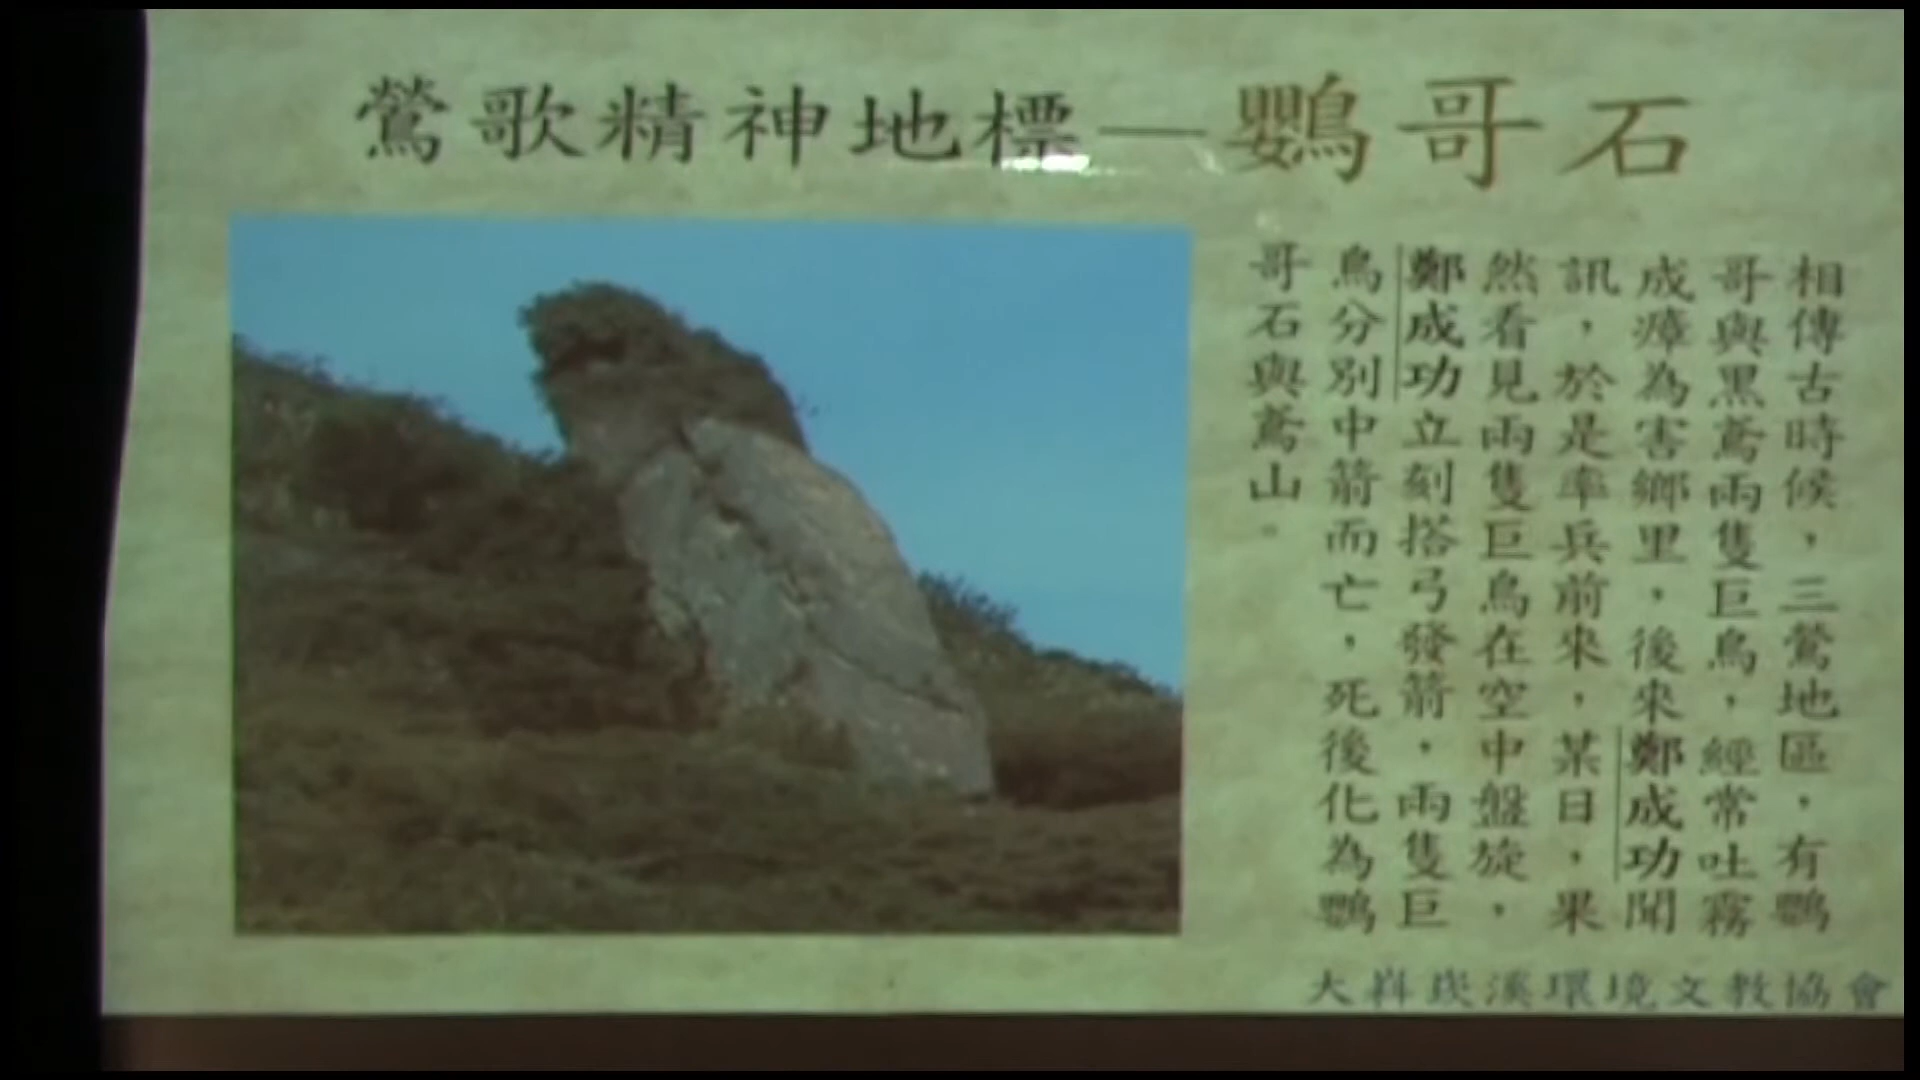 鶯歌精神地標—鸚哥石
相傳古時候，三鶯地區，有鸚
哥與黑鳶兩隻巨鳥，經常吐霧
成瘴為害鄉里，後來鄭成功聞
訊，於是率兵前來，某日，果
然看見兩隻巨鳥在空中盤旋，
鄭成功立刻搭弓發箭，兩隻巨
鳥分別中箭而亡，死後化為鸚
哥石與鳶山。
大嵙崁溪環境文教協會